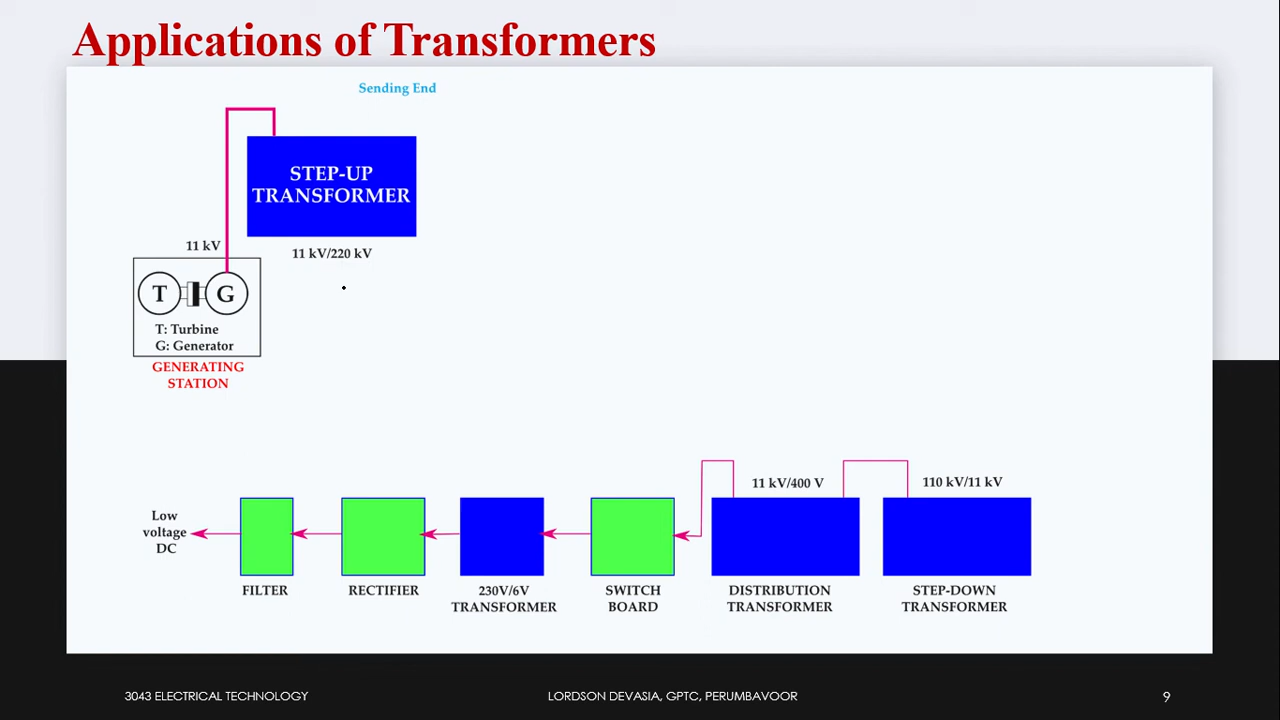 Applications of Transformers
Sending End
STEP-UP
TRANSFORMER
11 kV
11 kV/220 kV
T
G
T: Turbine
G: Generator
GENERATING
STATION
11 kV/400 V
110 kV/11 kV
Low
voltage
DC
FILTER
RECTIFIER
230V/6V
TRANSFORMER
SWITCH
BOARD
DISTRIBUTION
TRANSFORMER
STEP-DOWN
TRANSFORMER
3043 ELECTRICAL TECHNOLOGY
LORDSON DEVASIA, GPTC, PERUMBAVOOR
9